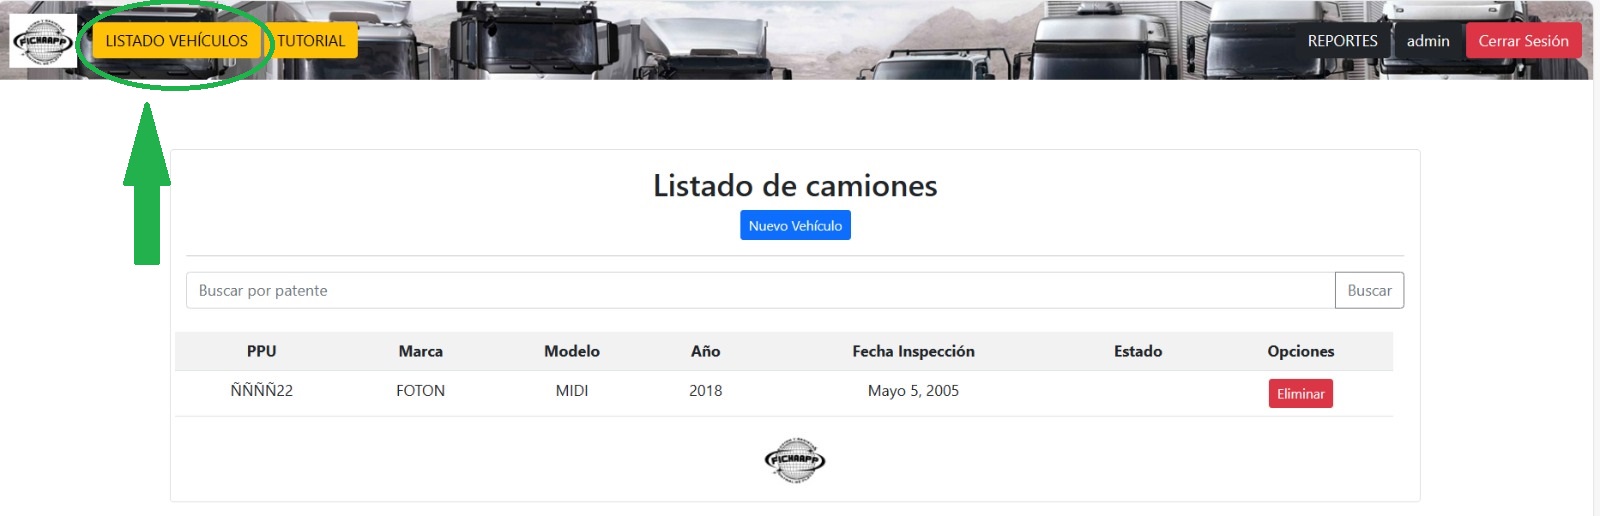 FICHAAPP
LISTADO VEHÍCULOS
TUTORIAL
REPORTES
admin
Cerrar Sesión
Listado de camiones
Nuevo Vehículo
Buscar por patente
Buscar
PPU Marca Modelo Año Fecha Inspección Estado Opciones
ÑÑÑÑ22 FOTON MIDI 2018 Mayo 5, 2005 Eliminar
FICHAAPP